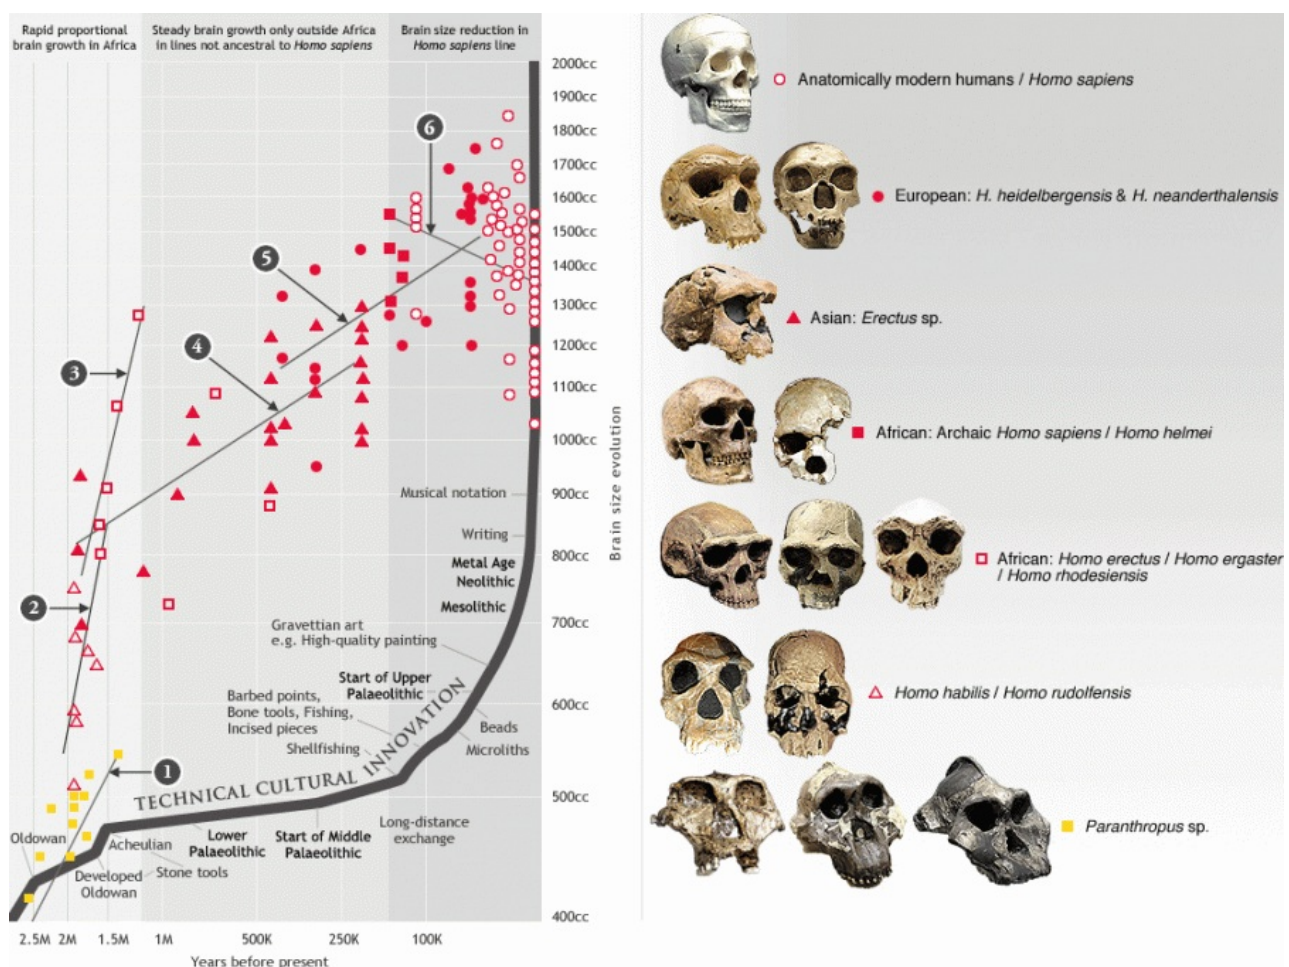 Rapid proportional
brain growth in Africa
Steady brain growth only outside Africa
in lines not ancestral to Homo sapiens
Brain size reduction in
Homo sapiens line
2000cc
1900cc
1800cc
1700cc
1600cc
1500cc
1400cc
1300cc
1200cc
1100cc
1000cc
900cc
800cc
700cc
600cc
500cc
400cc
Brain size evolution
6
5
4
3
2
1
Musical notation
Writing
Metal Age
Neolithic
Mesolithic
Gravettian art
e.g. High-quality painting
Start of Upper
Palaeolithic
Barbed points,
Bone tools, Fishing,
Incised pieces
Shellfishing
Beads
Microliths
TECHNICAL CULTURAL INNOVATION
Long-distance
exchange
Start of Middle
Palaeolithic
Lower
Palaeolithic
Oldowan
Acheulian
Stone tools
Developed
Oldowan
2.5M
2M
1.5M
1M
500K
250K
100K
Years before present
Anatomically modern humans / Homo sapiens
European: H. heidelbergensis & H. neanderthalensis
Asian: Erectus sp.
African: Archaic Homo sapiens / Homo helmei
African: Homo erectus / Homo ergaster
/ Homo rhodesiensis
Homo habilis / Homo rudolfensis
Paranthropus sp.